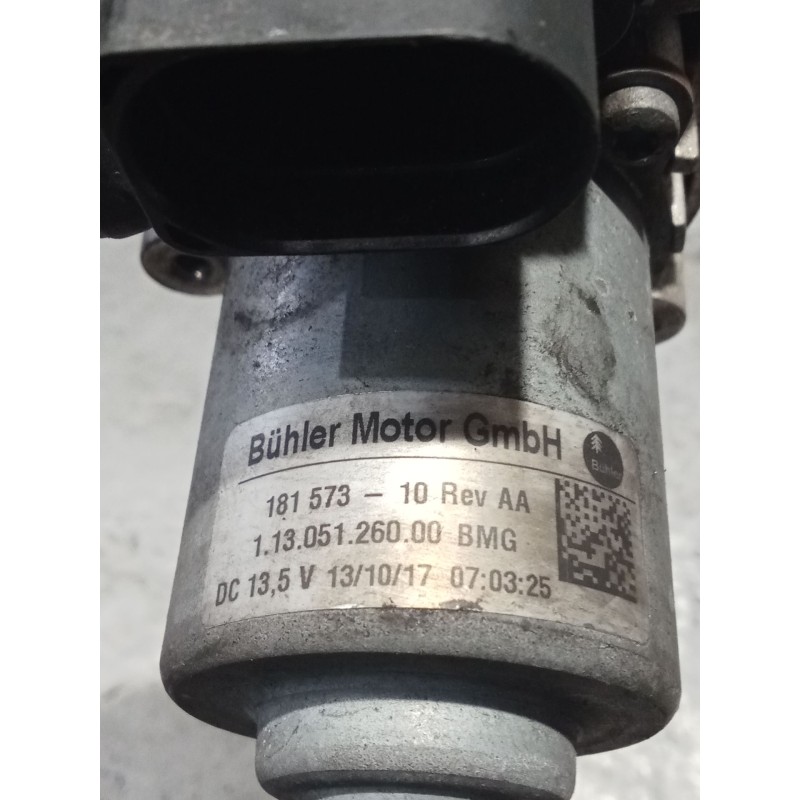 Bühler Motor GmbH
Bühler
181 573 - 10 Rev AA
1.13.051.260.00 BMG
DC 13,5 V 13/10/17 07:03:25